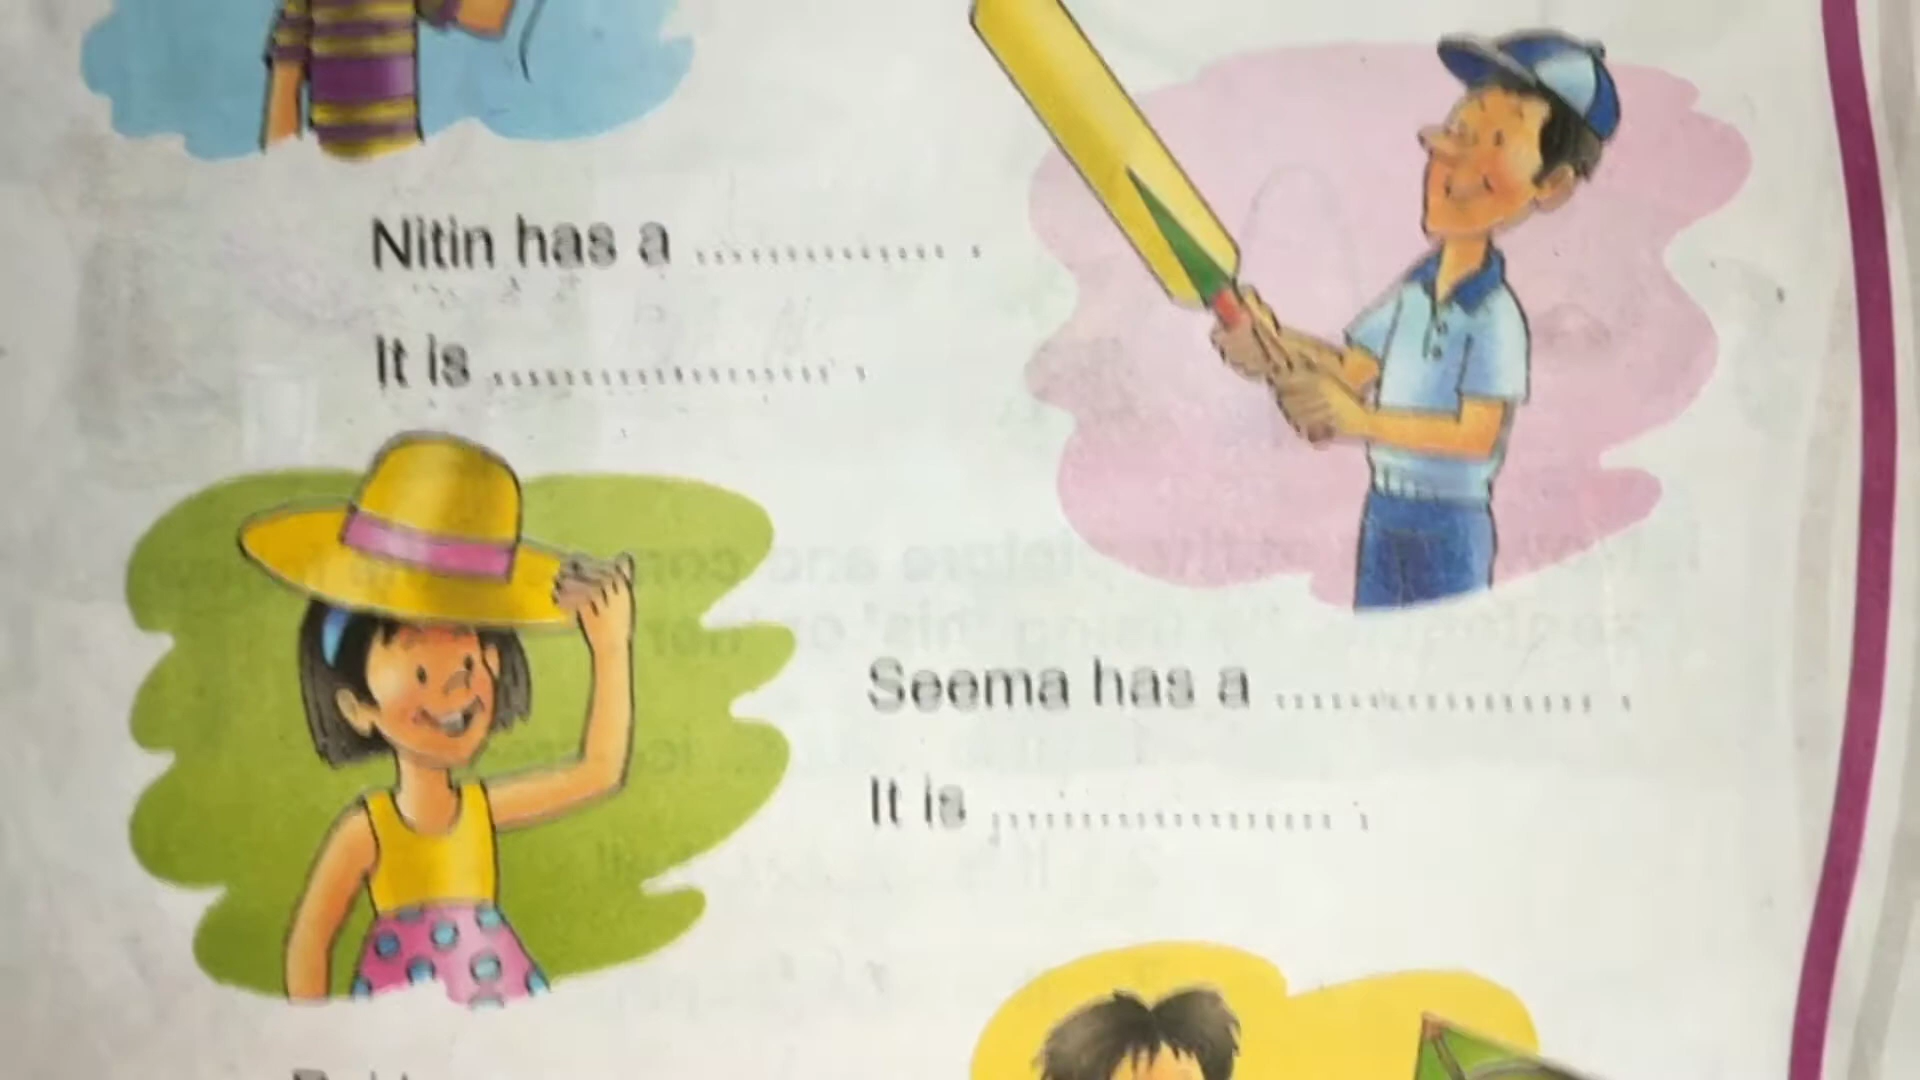 Nitin has a .................. .
It is ........................ .
Seema has a ...................... .
It is ........................ .